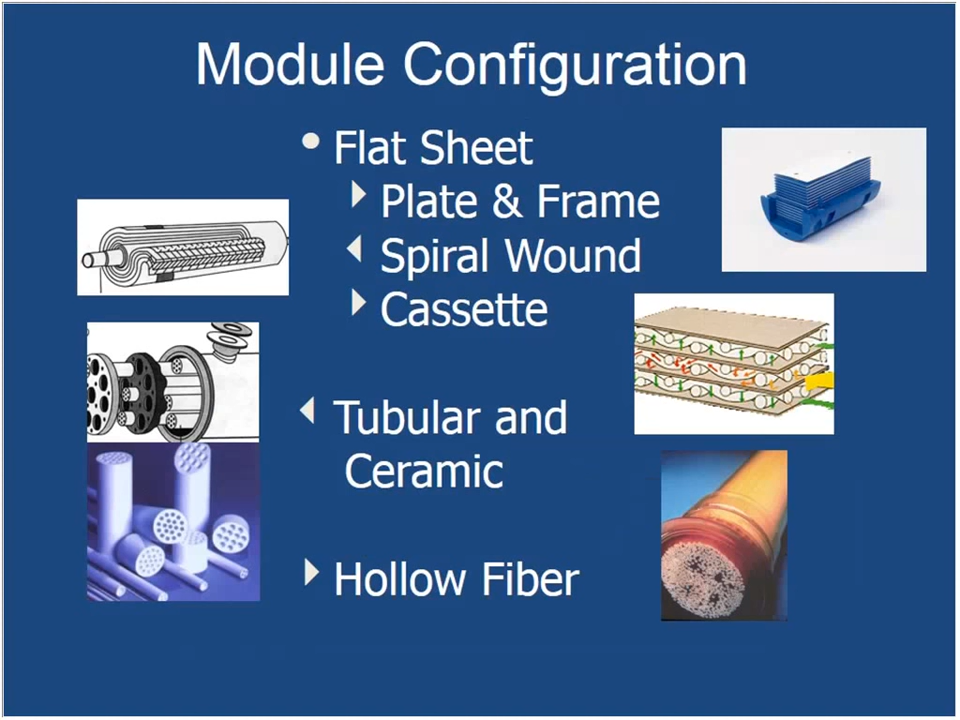 Module Configuration
Flat Sheet
Plate & Frame
Spiral Wound
Cassette
Tubular and
Ceramic
Hollow Fiber